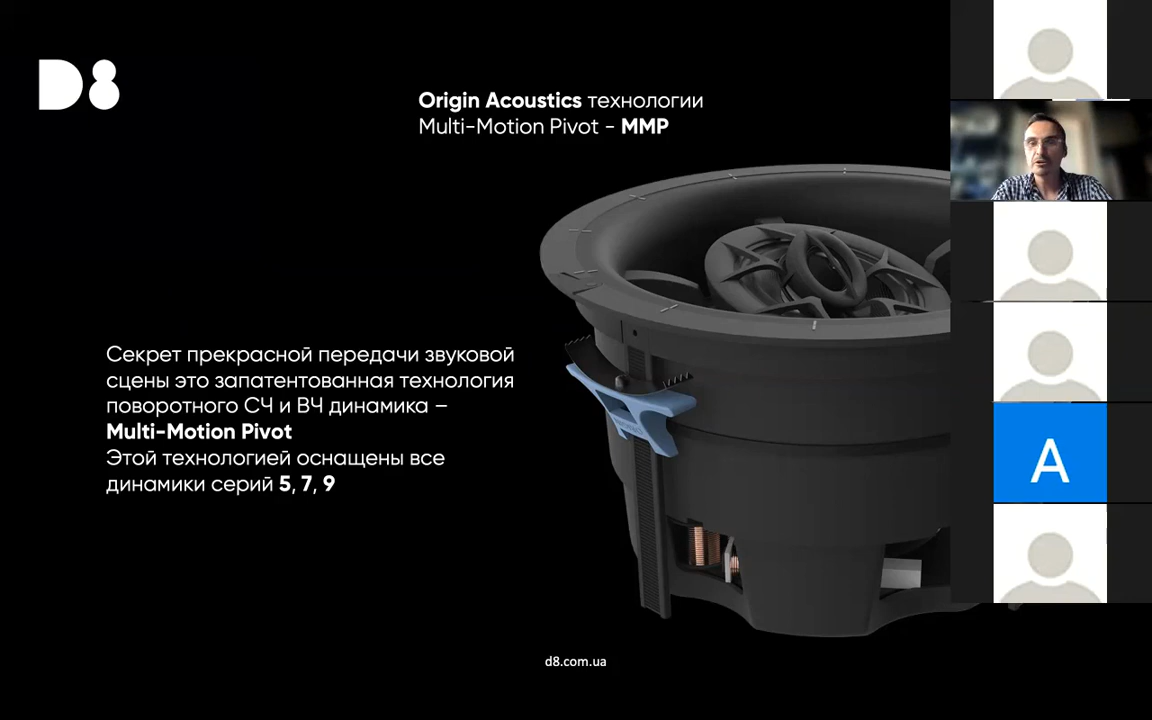 D8
Origin Acoustics технологии
Multi-Motion Pivot - MMP
Секрет прекрасной передачи звуковой
сцены это запатентованная технология
поворотного СЧ и ВЧ динамика –
Multi-Motion Pivot
Этой технологией оснащены все
динамики серий 5, 7, 9
A
d8.com.ua